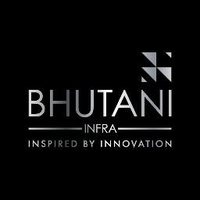 BHUTANI
INFRA
INSPIRED BY INNOVATION